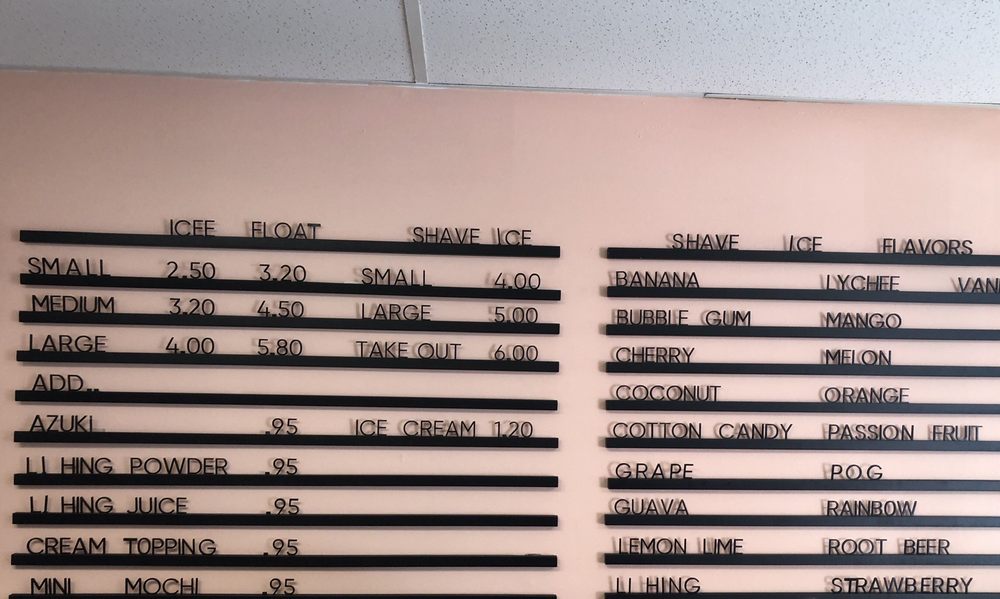 ICEE FLOAT SHAVE ICE
SMALL 2.50 3.20 SMALL 4.00
MEDIUM 3.20 4.50 LARGE 5.00
LARGE 4.00 5.80 TAKE OUT 6.00
ADD..
AZUKI .95 ICE CREAM 1.20
LI HING POWDER .95
LI HING JUICE .95
CREAM TOPPING .95
MINI MOCHI .95
SHAVE ICE FLAVORS
BANANA LYCHEE
BUBBLE GUM MANGO
CHERRY MELON
COCONUT ORANGE
COTTON CANDY PASSION FRUIT
GRAPE P.O.G
GUAVA RAINBOW
LEMON LIME ROOT BEER
LI HING STRAWBERRY